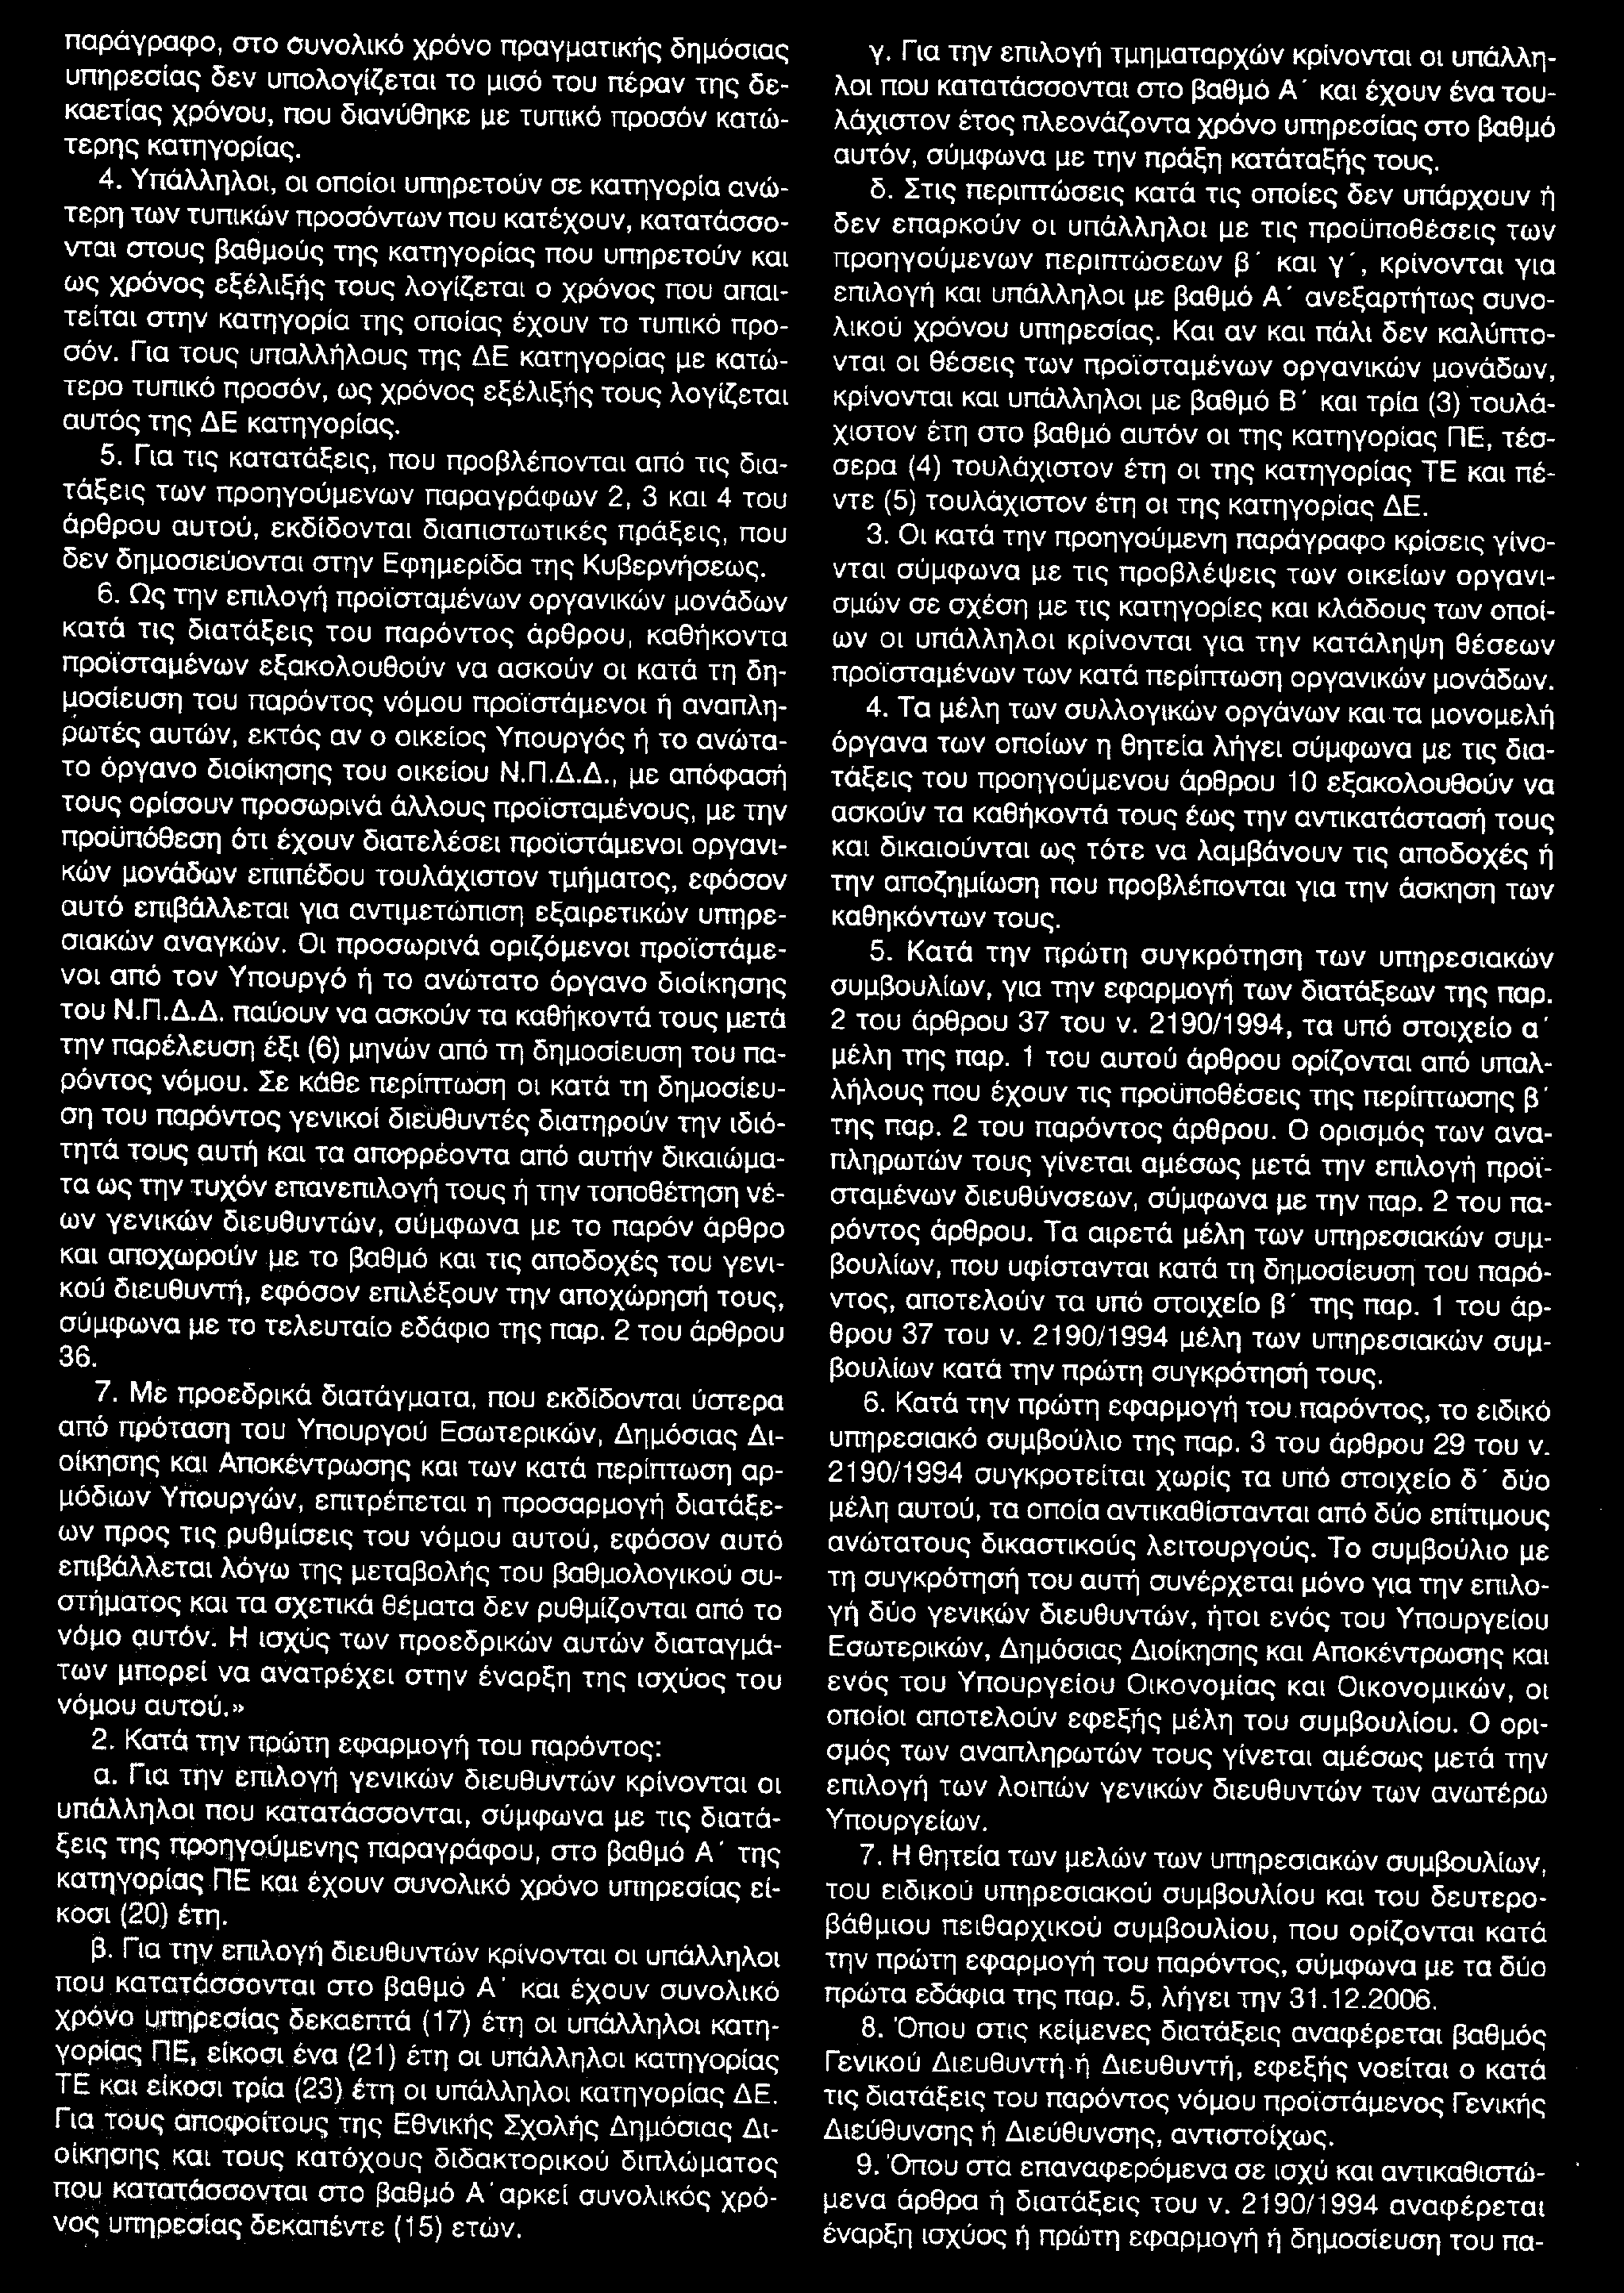 παράγραφο, στο συνολικό χρόνο πραγματικής δημόσιας
υπηρεσίας δεν υπολογίζεται το μισό του πέραν της δε-
καετίας χρόνου, που διανύθηκε με τυπικό προσόν κατώ-
τερης κατηγορίας.
4. Υπάλληλοι, οι οποίοι υπηρετούν σε κατηγορία ανώ-
τερη των τυπικών προσόντων που κατέχουν, κατατάσσο-
νται στους βαθμούς της κατηγορίας που υπηρετούν και
ως χρόνος εξέλιξής τους λογίζεται ο χρόνος που απαι-
τείται στην κατηγορία της οποίας έχουν το τυπικό προ-
σόν. Για τους υπαλλήλους της ΔΕ κατηγορίας με κατώ-
τερο τυπικό προσόν, ως χρόνος εξέλιξής τους λογίζεται
αυτός της ΔΕ κατηγορίας.
5. Για τις κατατάξεις, που προβλέπονται από τις δια-
τάξεις των προηγούμενων παραγράφων 2, 3 και 4 του
άρθρου αυτού, εκδίδονται διαπιστωτικές πράξεις, που
δεν δημοσιεύονται στην Εφημερίδα της Κυβερνήσεως.
6. Ως την επιλογή προϊσταμένων οργανικών μονάδων
κατά τις διατάξεις του παρόντος άρθρου, καθήκοντα
προϊσταμένων εξακολουθούν να ασκούν οι κατά τη δη-
μοσίευση του παρόντος νόμου προϊστάμενοι ή αναπλη-
ρωτές αυτών, εκτός αν ο οικείος Υπουργός ή το ανώτα-
το όργανο διοίκησης του οικείου Ν.Π.Δ.Δ., με απόφασή
τους ορίσουν προσωρινά άλλους προϊσταμένους, με την
προϋπόθεση ότι έχουν διατελέσει προϊστάμενοι οργανι-
κών μονάδων επιπέδου τουλάχιστον τμήματος, εφόσον
αυτό επιβάλλεται για αντιμετώπιση εξαιρετικών υπηρε-
σιακών αναγκών. Οι προσωρινά οριζόμενοι προϊστάμε-
νοι από τον Υπουργό ή το ανώτατο όργανο διοίκησης
του Ν.Π.Δ.Δ. παύουν να ασκούν τα καθήκοντά τους μετά
την παρέλευση έξι (6) μηνών από τη δημοσίευση του πα-
ρόντος νόμου. Σε κάθε περίπτωση οι κατά τη δημοσίευ-
ση του παρόντος γενικοί διευθυντές διατηρούν την ιδιό-
τητά τους αυτή και τα απορρέοντα από αυτήν δικαιώμα-
τα ως την τυχόν επανεπιλογή τους ή την τοποθέτηση νέ-
ων γενικών διευθυντών, σύμφωνα με το παρόν άρθρο
και αποχωρούν με το βαθμό και τις αποδοχές του γενι-
κού διευθυντή, εφόσον επιλέξουν την αποχώρησή τους,
σύμφωνα με το τελευταίο εδάφιο της παρ. 2 του άρθρου
36.
7. Με προεδρικά διατάγματα, που εκδίδονται ύστερα
από πρόταση του Υπουργού Εσωτερικών, Δημόσιας Δι-
οίκησης και Αποκέντρωσης και των κατά περίπτωση αρ-
μόδιων Υπουργών, επιτρέπεται η προσαρμογή διατάξε-
ων προς τις ρυθμίσεις του νόμου αυτού, εφόσον αυτό
επιβάλλεται λόγω της μεταβολής του βαθμολογικού συ-
στήματος και τα σχετικά θέματα δεν ρυθμίζονται από το
νόμο αυτόν. Η ισχύς των προεδρικών αυτών διαταγμά-
των μπορεί να ανατρέχει στην έναρξη της ισχύος του
νόμου αυτού.»
2. Κατά την πρώτη εφαρμογή του παρόντος:
α. Για την επιλογή γενικών διευθυντών κρίνονται οι
υπάλληλοι που κατατάσσονται, σύμφωνα με τις διατά-
ξεις της προηγούμενης παραγράφου, στο βαθμό Α΄ της
κατηγορίας ΠΕ και έχουν συνολικό χρόνο υπηρεσίας εί-
κοσι (20) έτη.
β. Για την επιλογή διευθυντών κρίνονται οι υπάλληλοι
που κατατάσσονται στο βαθμό Α΄ και έχουν συνολικό
χρόνο υπηρεσίας δεκαεπτά (17) έτη οι υπάλληλοι κατη-
γορίας ΠΕ, είκοσι ένα (21) έτη οι υπάλληλοι κατηγορίας
ΤΕ και είκοσι τρία (23) έτη οι υπάλληλοι κατηγορίας ΔΕ.
Για τους αποφοίτους της Εθνικής Σχολής Δημόσιας Δι-
οίκησης και τους κατόχους διδακτορικού διπλώματος
που κατατάσσονται στο βαθμό Α΄ αρκεί συνολικός χρό-
νος υπηρεσίας δεκαπέντε (15) ετών.
γ. Για την επιλογή τμηματαρχών κρίνονται οι υπάλλη-
λοι που κατατάσσονται στο βαθμό Α΄ και έχουν ένα του-
λάχιστον έτος πλεονάζοντα χρόνο υπηρεσίας στο βαθμό
αυτόν, σύμφωνα με την πράξη κατάταξής τους.
δ. Στις περιπτώσεις κατά τις οποίες δεν υπάρχουν ή
δεν επαρκούν οι υπάλληλοι με τις προϋποθέσεις των
προηγούμενων περιπτώσεων β΄ και γ΄, κρίνονται για
επιλογή και υπάλληλοι με βαθμό Α΄ ανεξαρτήτως συνο-
λικού χρόνου υπηρεσίας. Και αν και πάλι δεν καλύπτο-
νται οι θέσεις των προϊσταμένων οργανικών μονάδων,
κρίνονται και υπάλληλοι με βαθμό Β΄ και τρία (3) τουλά-
χιστον έτη στο βαθμό αυτόν οι της κατηγορίας ΠΕ, τέσ-
σερα (4) τουλάχιστον έτη οι της κατηγορίας ΤΕ και πέ-
ντε (5) τουλάχιστον έτη οι της κατηγορίας ΔΕ.
3. Οι κατά την προηγούμενη παράγραφο κρίσεις γίνο-
νται σύμφωνα με τις προβλέψεις των οικείων οργανι-
σμών σε σχέση με τις κατηγορίες και κλάδους των οποί-
ων οι υπάλληλοι κρίνονται για την κατάληψη θέσεων
προϊσταμένων των κατά περίπτωση οργανικών μονάδων.
4. Τα μέλη των συλλογικών οργάνων και τα μονομελή
όργανα των οποίων η θητεία λήγει σύμφωνα με τις δια-
τάξεις του προηγούμενου άρθρου 10 εξακολουθούν να
ασκούν τα καθήκοντά τους έως την αντικατάστασή τους
και δικαιούνται ως τότε να λαμβάνουν τις αποδοχές ή
την αποζημίωση που προβλέπονται για την άσκηση των
καθηκόντων τους.
5. Κατά την πρώτη συγκρότηση των υπηρεσιακών
συμβουλίων, για την εφαρμογή των διατάξεων της παρ.
2 του άρθρου 37 του ν. 2190/1994, τα υπό στοιχείο α΄
μέλη της παρ. 1 του αυτού άρθρου ορίζονται από υπαλ-
λήλους που έχουν τις προϋποθέσεις της περίπτωσης β΄
της παρ. 2 του παρόντος άρθρου. Ο ορισμός των ανα-
πληρωτών τους γίνεται αμέσως μετά την επιλογή προϊ-
σταμένων διευθύνσεων, σύμφωνα με την παρ. 2 του πα-
ρόντος άρθρου. Τα αιρετά μέλη των υπηρεσιακών συμ-
βουλίων, που υφίστανται κατά τη δημοσίευση του παρό-
ντος, αποτελούν τα υπό στοιχείο β΄ της παρ. 1 του άρ-
θρου 37 του ν. 2190/1994 μέλη των υπηρεσιακών συμ-
βουλίων κατά την πρώτη συγκρότησή τους.
6. Κατά την πρώτη εφαρμογή του παρόντος, το ειδικό
υπηρεσιακό συμβούλιο της παρ. 3 του άρθρου 29 του ν.
2190/1994 συγκροτείται χωρίς τα υπό στοιχείο δ΄ δύο
μέλη αυτού, τα οποία αντικαθίστανται από δύο επίτιμους
ανώτατους δικαστικούς λειτουργούς. Το συμβούλιο με
τη συγκρότησή του αυτή συνέρχεται μόνο για την επιλο-
γή δύο γενικών διευθυντών, ήτοι ενός του Υπουργείου
Εσωτερικών, Δημόσιας Διοίκησης και Αποκέντρωσης και
ενός του Υπουργείου Οικονομίας και Οικονομικών, οι
οποίοι αποτελούν εφεξής μέλη του συμβουλίου. Ο ορι-
σμός των αναπληρωτών τους γίνεται αμέσως μετά την
επιλογή των λοιπών γενικών διευθυντών των ανωτέρω
Υπουργείων.
7. Η θητεία των μελών των υπηρεσιακών συμβουλίων,
του ειδικού υπηρεσιακού συμβουλίου και του δευτερο-
βάθμιου πειθαρχικού συμβουλίου, που ορίζονται κατά
την πρώτη εφαρμογή του παρόντος, σύμφωνα με τα δύο
πρώτα εδάφια της παρ. 5, λήγει την 31.12.2006.
8. Όπου στις κείμενες διατάξεις αναφέρεται βαθμός
Γενικού Διευθυντή ή Διευθυντή, εφεξής νοείται ο κατά
τις διατάξεις του παρόντος νόμου προϊστάμενος Γενικής
Διεύθυνσης ή Διεύθυνσης, αντιστοίχως.
9. Όπου στα επαναφερόμενα σε ισχύ και αντικαθιστώ-
μενα άρθρα ή διατάξεις του ν. 2190/1994 αναφέρεται
έναρξη ισχύος ή πρώτη εφαρμογή ή δημοσίευση του πα-